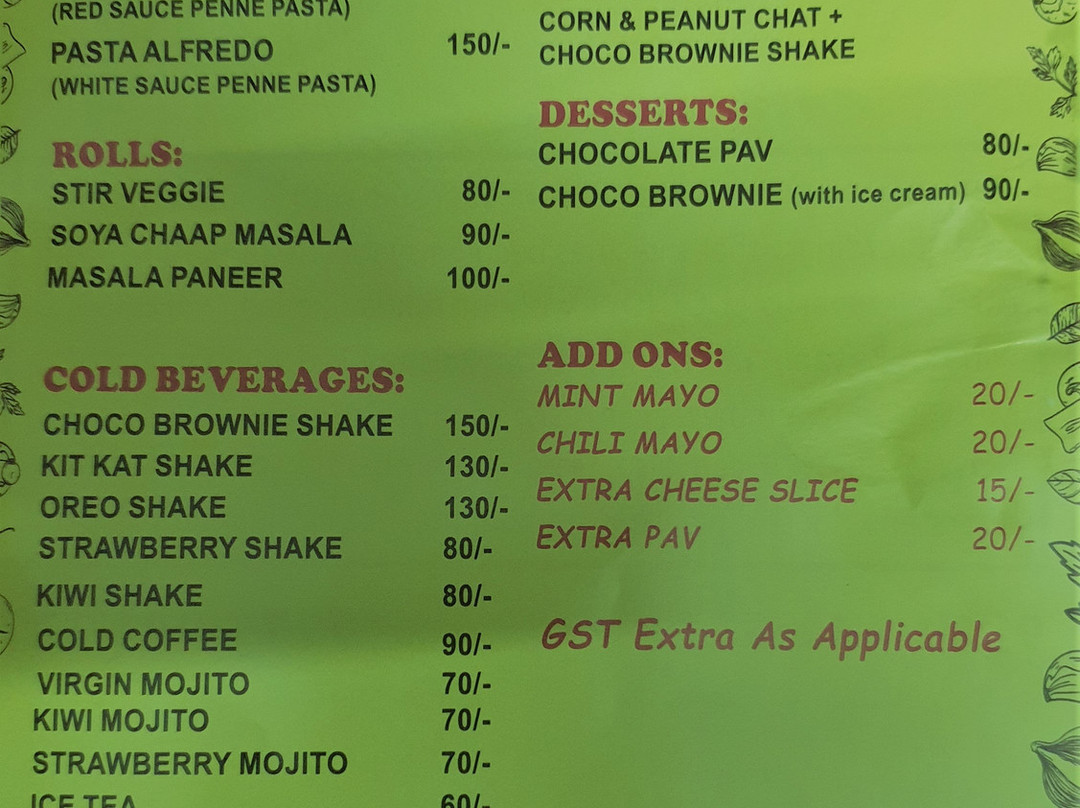 (RED SAUCE PENNE PASTA)
PASTA ALFREDO 150/-
(WHITE SAUCE PENNE PASTA)
ROLLS:
STIR VEGGIE 80/-
SOYA CHAAP MASALA 90/-
MASALA PANEER 100/-
COLD BEVERAGES:
CHOCO BROWNIE SHAKE 150/-
KIT KAT SHAKE 130/-
OREO SHAKE 130/-
STRAWBERRY SHAKE 80/-
KIWI SHAKE 80/-
COLD COFFEE 90/-
VIRGIN MOJITO 70/-
KIWI MOJITO 70/-
STRAWBERRY MOJITO 70/-
ICE TEA 60/-
CORN & PEANUT CHAT +
CHOCO BROWNIE SHAKE
DESSERTS:
CHOCOLATE PAV 80/-
CHOCO BROWNIE (with ice cream) 90/-
ADD ONS:
MINT MAYO 20/-
CHILI MAYO 20/-
EXTRA CHEESE SLICE 15/-
EXTRA PAV 20/-
GST Extra As Applicable